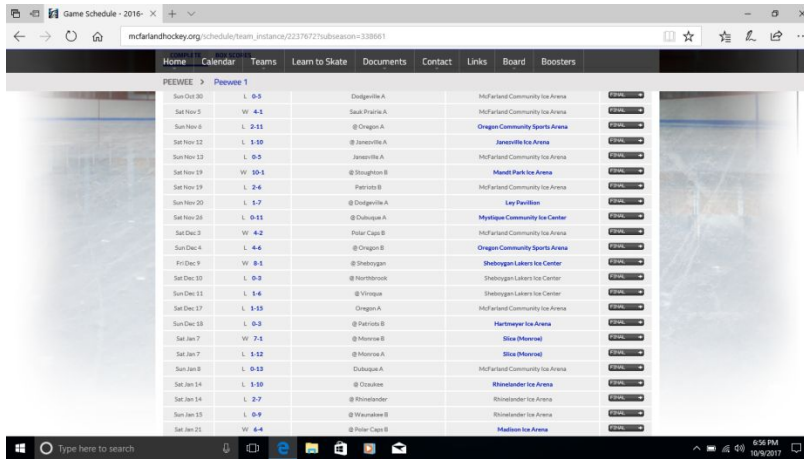 Game Schedule - 2016-
mcfarlandhockey.org/schedule/team_instance/2237672?subseason=338661
COMPLETE BOX SCORES
Home Calendar Teams Learn to Skate Documents Contact Links Board Boosters
PEEWEE > Peewee 1
Sun Oct 30 L 0-5 Dodgeville A McFarland Community Ice Arena FINAL
Sat Nov 5 W 4-1 Sauk Prairie A McFarland Community Ice Arena FINAL
Sun Nov 6 L 2-11 @ Oregon A Oregon Community Sports Arena FINAL
Sat Nov 12 L 1-10 @ Janesville A Janesville Ice Arena FINAL
Sun Nov 13 L 0-5 Janesville A McFarland Community Ice Arena FINAL
Sat Nov 19 W 10-1 @ Stoughton B Mandt Park Ice Arena FINAL
Sat Nov 19 L 2-6 Patriots B McFarland Community Ice Arena FINAL
Sun Nov 20 L 1-7 @ Dodgeville A Ley Pavillion FINAL
Sat Nov 26 L 0-11 @ Dubuque A Mystique Community Ice Center FINAL
Sat Dec 3 W 4-2 Polar Caps B McFarland Community Ice Arena FINAL
Sun Dec 4 L 4-6 @ Oregon B Oregon Community Sports Arena FINAL
Fri Dec 9 W 8-1 @ Sheboygan Sheboygan Lakers Ice Center FINAL
Sat Dec 10 L 0-3 @ Northbrook Sheboygan Lakers Ice Center FINAL
Sun Dec 11 L 1-6 @ Viroqua Sheboygan Lakers Ice Center FINAL
Sat Dec 17 L 1-15 Oregon A McFarland Community Ice Arena FINAL
Sun Dec 18 L 0-3 @ Patriots B Hartmeyer Ice Arena FINAL
Sat Jan 7 W 7-1 @ Monroe B Slice (Monroe) FINAL
Sat Jan 7 L 1-12 @ Monroe A Slice (Monroe) FINAL
Sun Jan 8 L 0-13 Dubuque A McFarland Community Ice Arena FINAL
Sat Jan 14 L 1-10 @ Ozaukee Rhinelander Ice Arena FINAL
Sat Jan 14 L 2-7 @ Rhinelander Rhinelander Ice Arena FINAL
Sun Jan 15 L 0-9 @ Waunakee B Rhinelander Ice Arena FINAL
Sat Jan 21 W 6-4 @ Polar Caps B Madison Ice Arena FINAL
Type here to search
6:56 PM
10/9/2017